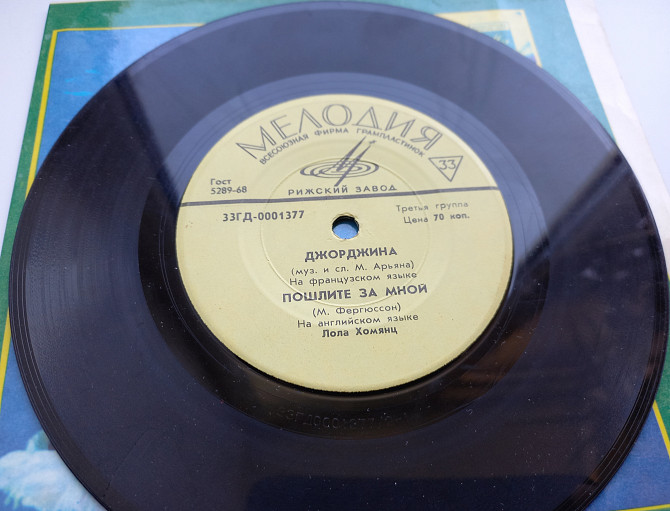 МЕЛОДИЯ
ВСЕСОЮЗНАЯ ФИРМА ГРАМПЛАСТИНОК
33
Гост
5289-68
РИЖСКИЙ ЗАВОД
33ГД-0001377
Третья группа
Цена 70 коп.
ДЖОРДЖИНА
(муз. и сл. М. Арьяна)
На французском языке
ПОШЛИТЕ ЗА МНОЙ
(М. Фергюссон)
На английском языке
Лола Хомянц